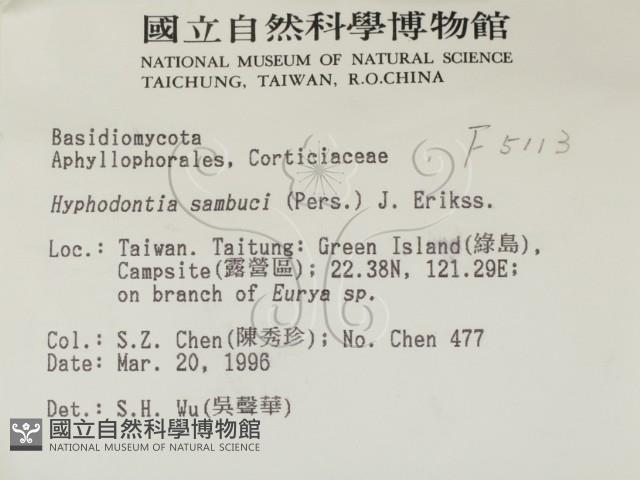 國立自然科學博物館
NATIONAL MUSEUM OF NATURAL SCIENCE
TAICHUNG, TAIWAN, R.O.CHINA
Basidiomycota
Aphyllophorales, Corticiaceae
F 5113
Hyphodontia sambuci (Pers.) J. Erikss.
Loc.: Taiwan. Taitung: Green Island(綠島),
Campsite(露營區); 22.38N, 121.29E;
on branch of Eurya sp.
Col.: S.Z. Chen(陳秀珍); No. Chen 477
Date: Mar. 20, 1996
Det.: S.H. Wu(吳聲華)
國立自然科學博物館
NATIONAL MUSEUM OF NATURAL SCIENCE